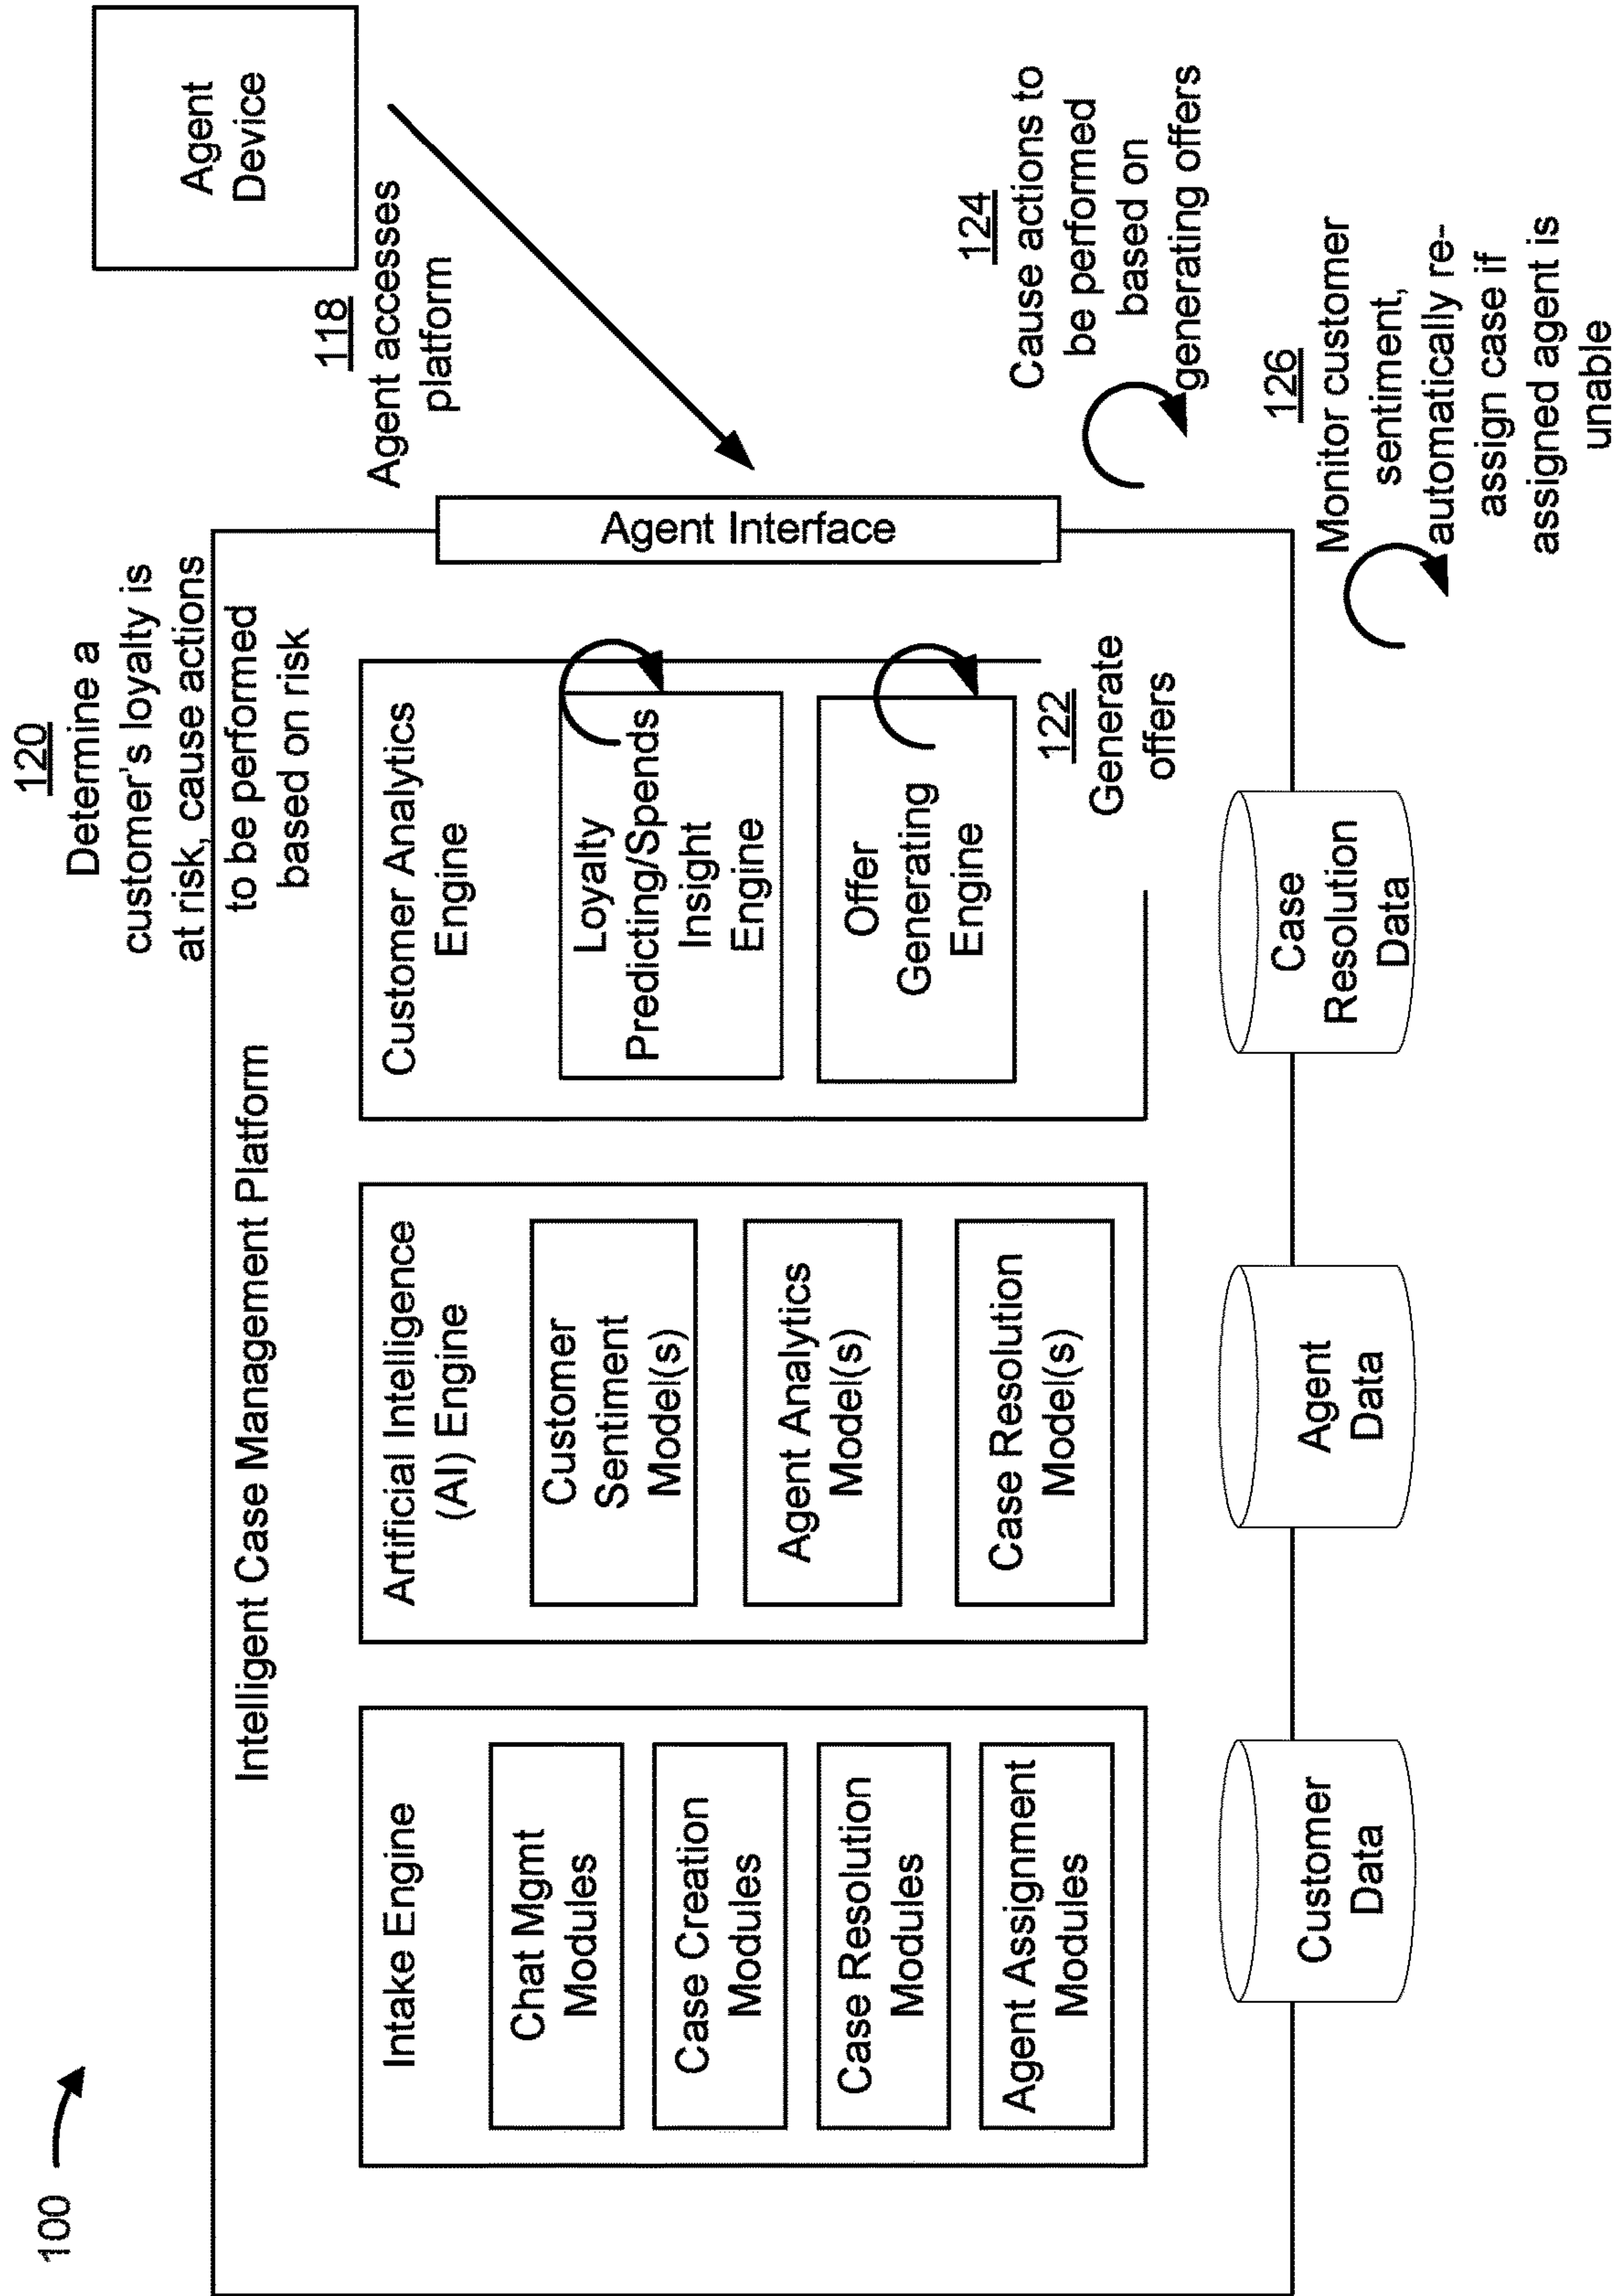 100
120
Determine a
customer's loyalty is
at risk, cause actions
to be performed
based on risk
Agent
Device
118
Agent accesses
platform
Intelligent Case Management Platform
Intake Engine
Chat Mgmt
Modules
Case Creation
Modules
Case Resolution
Modules
Agent Assignment
Modules
Artificial Intelligence
(AI) Engine
Customer
Sentiment
Model(s)
Agent Analytics
Model(s)
Case Resolution
Model(s)
Customer Analytics
Engine
Loyalty
Predicting/Spends
Insight
Engine
Offer
Generating
Engine
122
Generate
offers
Agent Interface
124
Cause actions to
be performed
based on
generating offers
126
Monitor customer
sentiment,
automatically re-
assign case if
assigned agent is
unable
Customer
Data
Agent
Data
Case
Resolution
Data